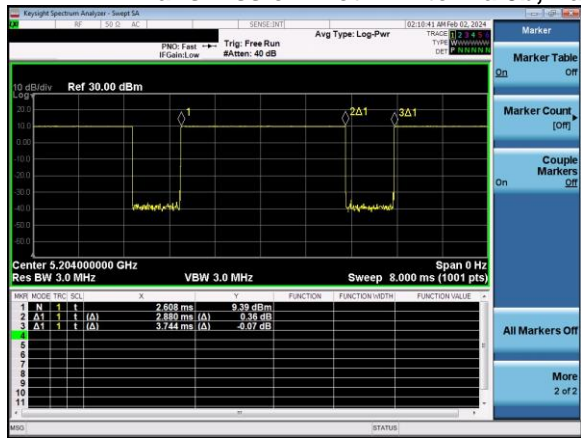 Keysight Spectrum Analyzer - Swept SA
RF
50 Ω
AC
SENSE:INT
02:10:41 AM Feb 02, 2024
Marker
Avg Type: Log-Pwr
TRACE 1 2 3 4 5 6
PNO: Fast
Trig: Free Run
TYPE WWWWWW
IFGain:Low
#Atten: 40 dB
DET P NNNNN
Marker Table
On Off
10 dB/div Ref 30.00 dBm
Log
20.0
1
2Δ1
3Δ1
10.0
0.00
-10.0
-20.0
-30.0
-40.0
-50.0
-60.0
Marker Count
[Off]
Couple
Markers
On Off
Center 5.204000000 GHz
Span 0 Hz
Res BW 3.0 MHz
VBW 3.0 MHz
Sweep 8.000 ms (1001 pts)
MKR MODE TRC SCL X Y FUNCTION FUNCTION WIDTH FUNCTION VALUE
1 N 1 t 2.608 ms 9.39 dBm
2 Δ1 1 t (Δ) 2.880 ms (Δ) 0.36 dB
3 Δ1 1 t (Δ) 3.744 ms (Δ) -0.07 dB
4
5
6
7
8
9
10
11
All Markers Off
More
2 of 2
MSG
STATUS